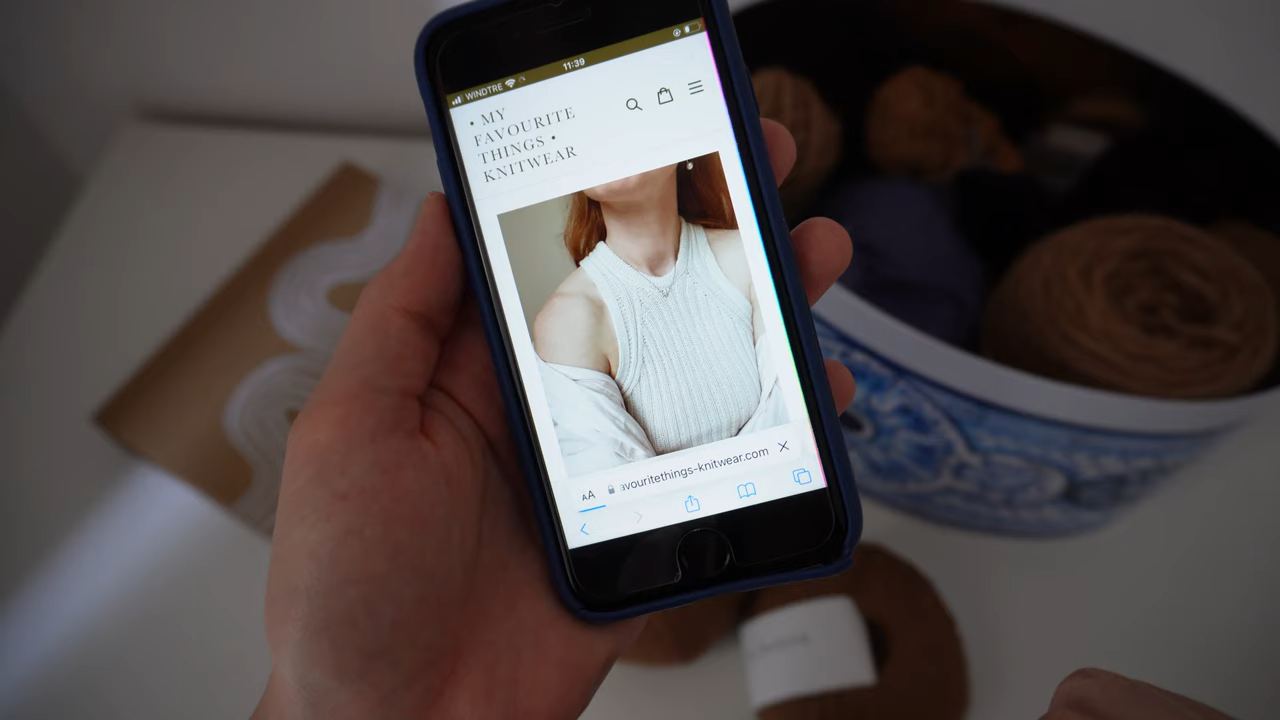 WINDTRE
11:39
• MY
FAVOURITE
THINGS •
KNITWEAR
AA
avouritethings-knitwear.com